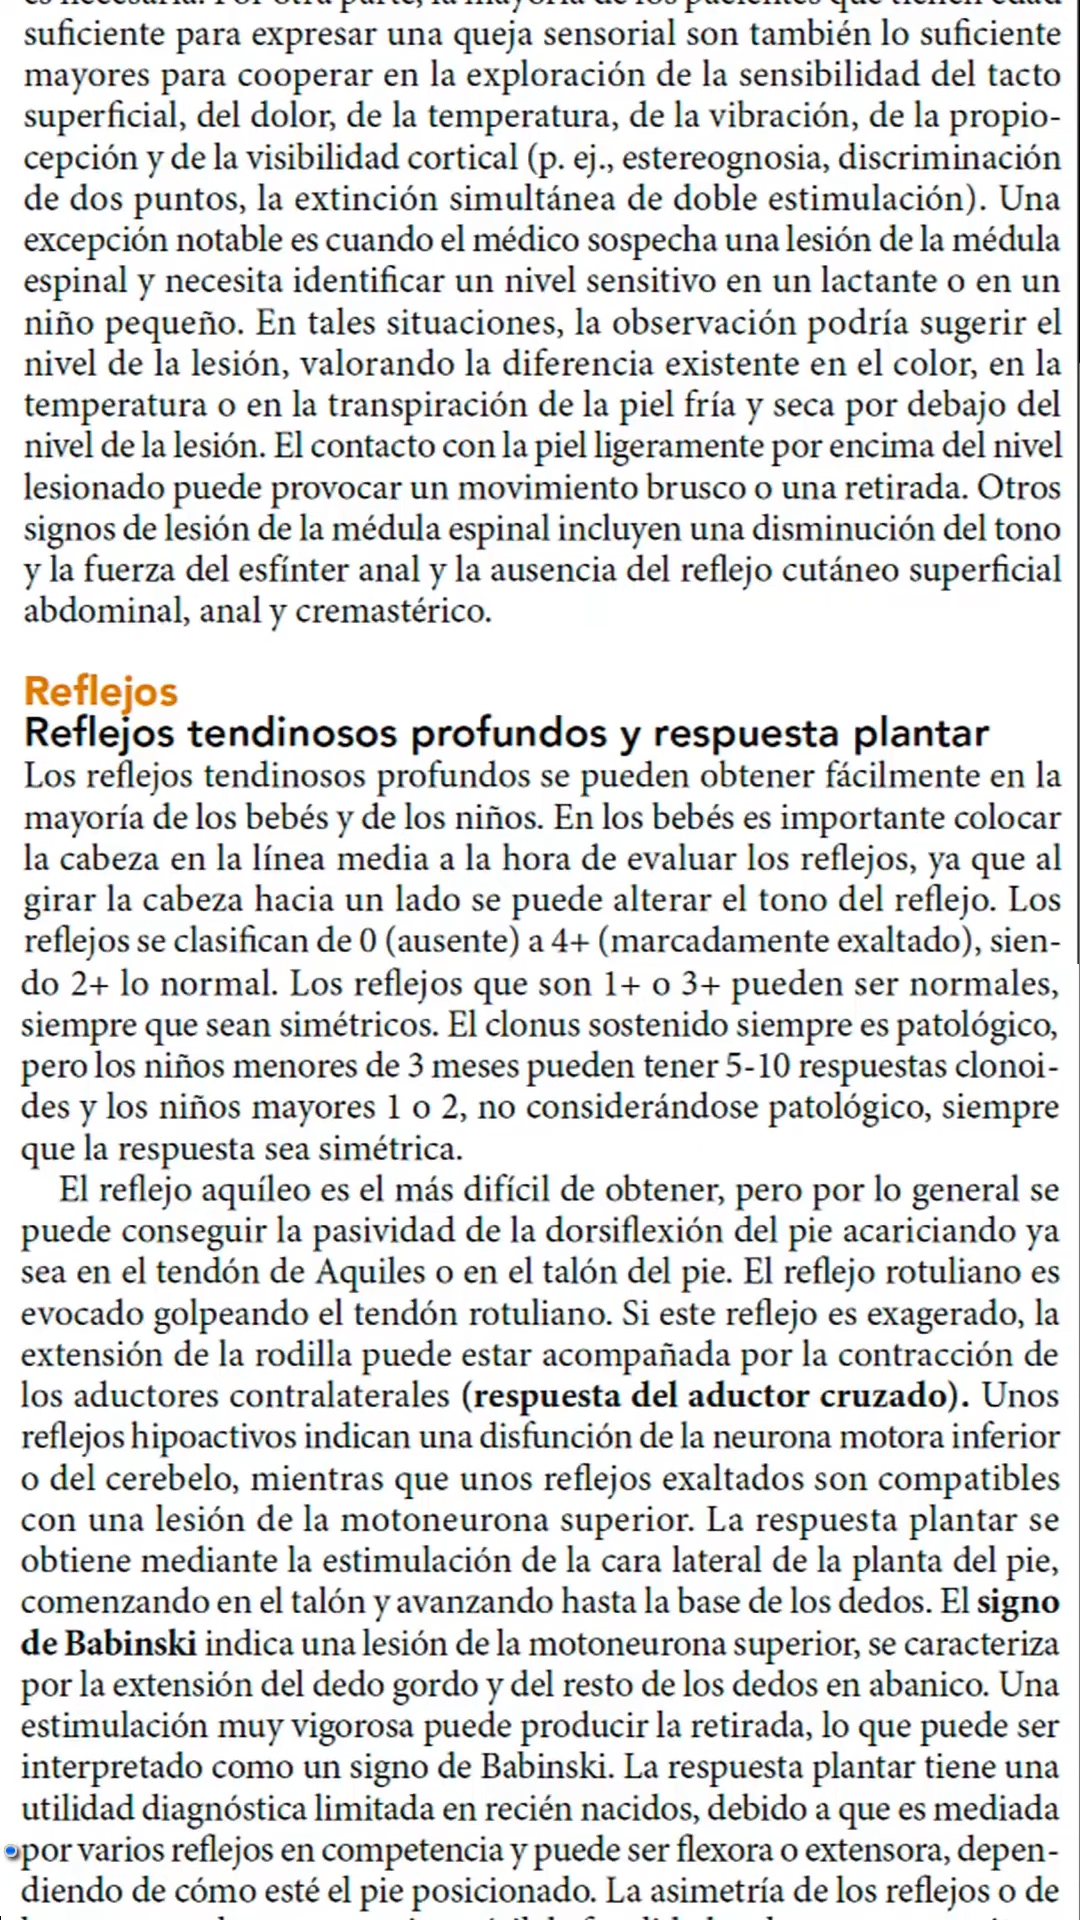 suficiente para expresar una queja sensorial son también lo suficiente
mayores para cooperar en la exploración de la sensibilidad del tacto
superficial, del dolor, de la temperatura, de la vibración, de la propio-
cepción y de la visibilidad cortical (p. ej., estereognosia, discriminación
de dos puntos, la extinción simultánea de doble estimulación). Una
excepción notable es cuando el médico sospecha una lesión de la médula
espinal y necesita identificar un nivel sensitivo en un lactante o en un
niño pequeño. En tales situaciones, la observación podría sugerir el
nivel de la lesión, valorando la diferencia existente en el color, en la
temperatura o en la transpiración de la piel fría y seca por debajo del
nivel de la lesión. El contacto con la piel ligeramente por encima del nivel
lesionado puede provocar un movimiento brusco o una retirada. Otros
signos de lesión de la médula espinal incluyen una disminución del tono
y la fuerza del esfínter anal y la ausencia del reflejo cutáneo superficial
abdominal, anal y cremastérico.
Reflejos
Reflejos tendinosos profundos y respuesta plantar
Los reflejos tendinosos profundos se pueden obtener fácilmente en la
mayoría de los bebés y de los niños. En los bebés es importante colocar
la cabeza en la línea media a la hora de evaluar los reflejos, ya que al
girar la cabeza hacia un lado se puede alterar el tono del reflejo. Los
reflejos se clasifican de 0 (ausente) a 4+ (marcadamente exaltado), sien-
do 2+ lo normal. Los reflejos que son 1+ o 3+ pueden ser normales,
siempre que sean simétricos. El clonus sostenido siempre es patológico,
pero los niños menores de 3 meses pueden tener 5-10 respuestas clonoi-
des y los niños mayores 1 o 2, no considerándose patológico, siempre
que la respuesta sea simétrica.
El reflejo aquíleo es el más difícil de obtener, pero por lo general se
puede conseguir la pasividad de la dorsiflexión del pie acariciando ya
sea en el tendón de Aquiles o en el talón del pie. El reflejo rotuliano es
evocado golpeando el tendón rotuliano. Si este reflejo es exagerado, la
extensión de la rodilla puede estar acompañada por la contracción de
los aductores contralaterales (respuesta del aductor cruzado). Unos
reflejos hipoactivos indican una disfunción de la neurona motora inferior
o del cerebelo, mientras que unos reflejos exaltados son compatibles
con una lesión de la motoneurona superior. La respuesta plantar se
obtiene mediante la estimulación de la cara lateral de la planta del pie,
comenzando en el talón y avanzando hasta la base de los dedos. El signo
de Babinski indica una lesión de la motoneurona superior, se caracteriza
por la extensión del dedo gordo y del resto de los dedos en abanico. Una
estimulación muy vigorosa puede producir la retirada, lo que puede ser
interpretado como un signo de Babinski. La respuesta plantar tiene una
utilidad diagnóstica limitada en recién nacidos, debido a que es mediada
por varios reflejos en competencia y puede ser flexora o extensora, depen-
diendo de cómo esté el pie posicionado. La asimetría de los reflejos o de